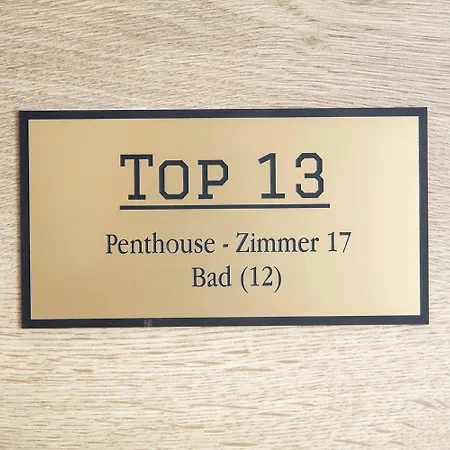 Top 13
Penthouse - Zimmer 17
Bad (12)